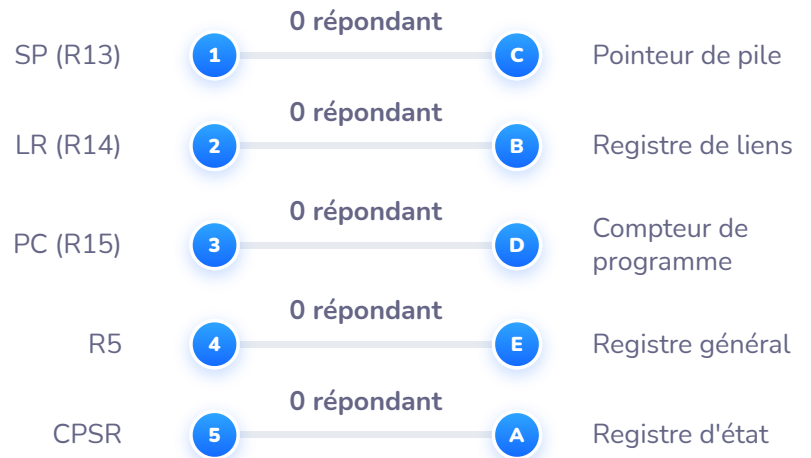 0 répondant
SP (R13) 1 C Pointeur de pile
0 répondant
LR (R14) 2 B Registre de liens
0 répondant
PC (R15) 3 D Compteur de
programme
0 répondant
R5 4 E Registre général
0 répondant
CPSR 5 A Registre d'état